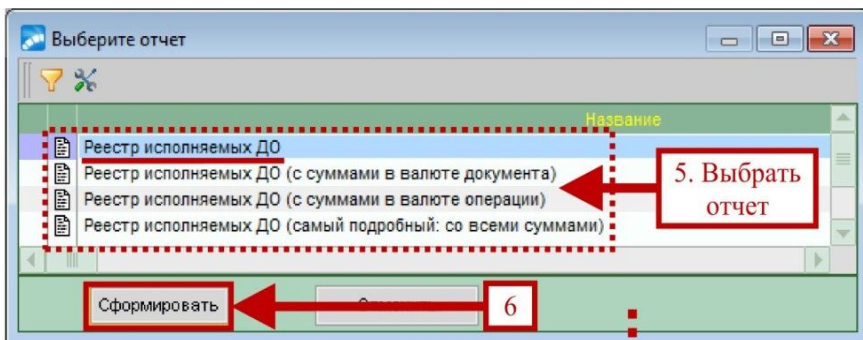 Выберите отчет
Название
Реестр исполняемых ДО
Реестр исполняемых ДО (с суммами в валюте документа)
Реестр исполняемых ДО (с суммами в валюте операции)
Реестр исполняемых ДО (самый подробный: со всеми суммами)
5. Выбрать
отчет
Сформировать
6